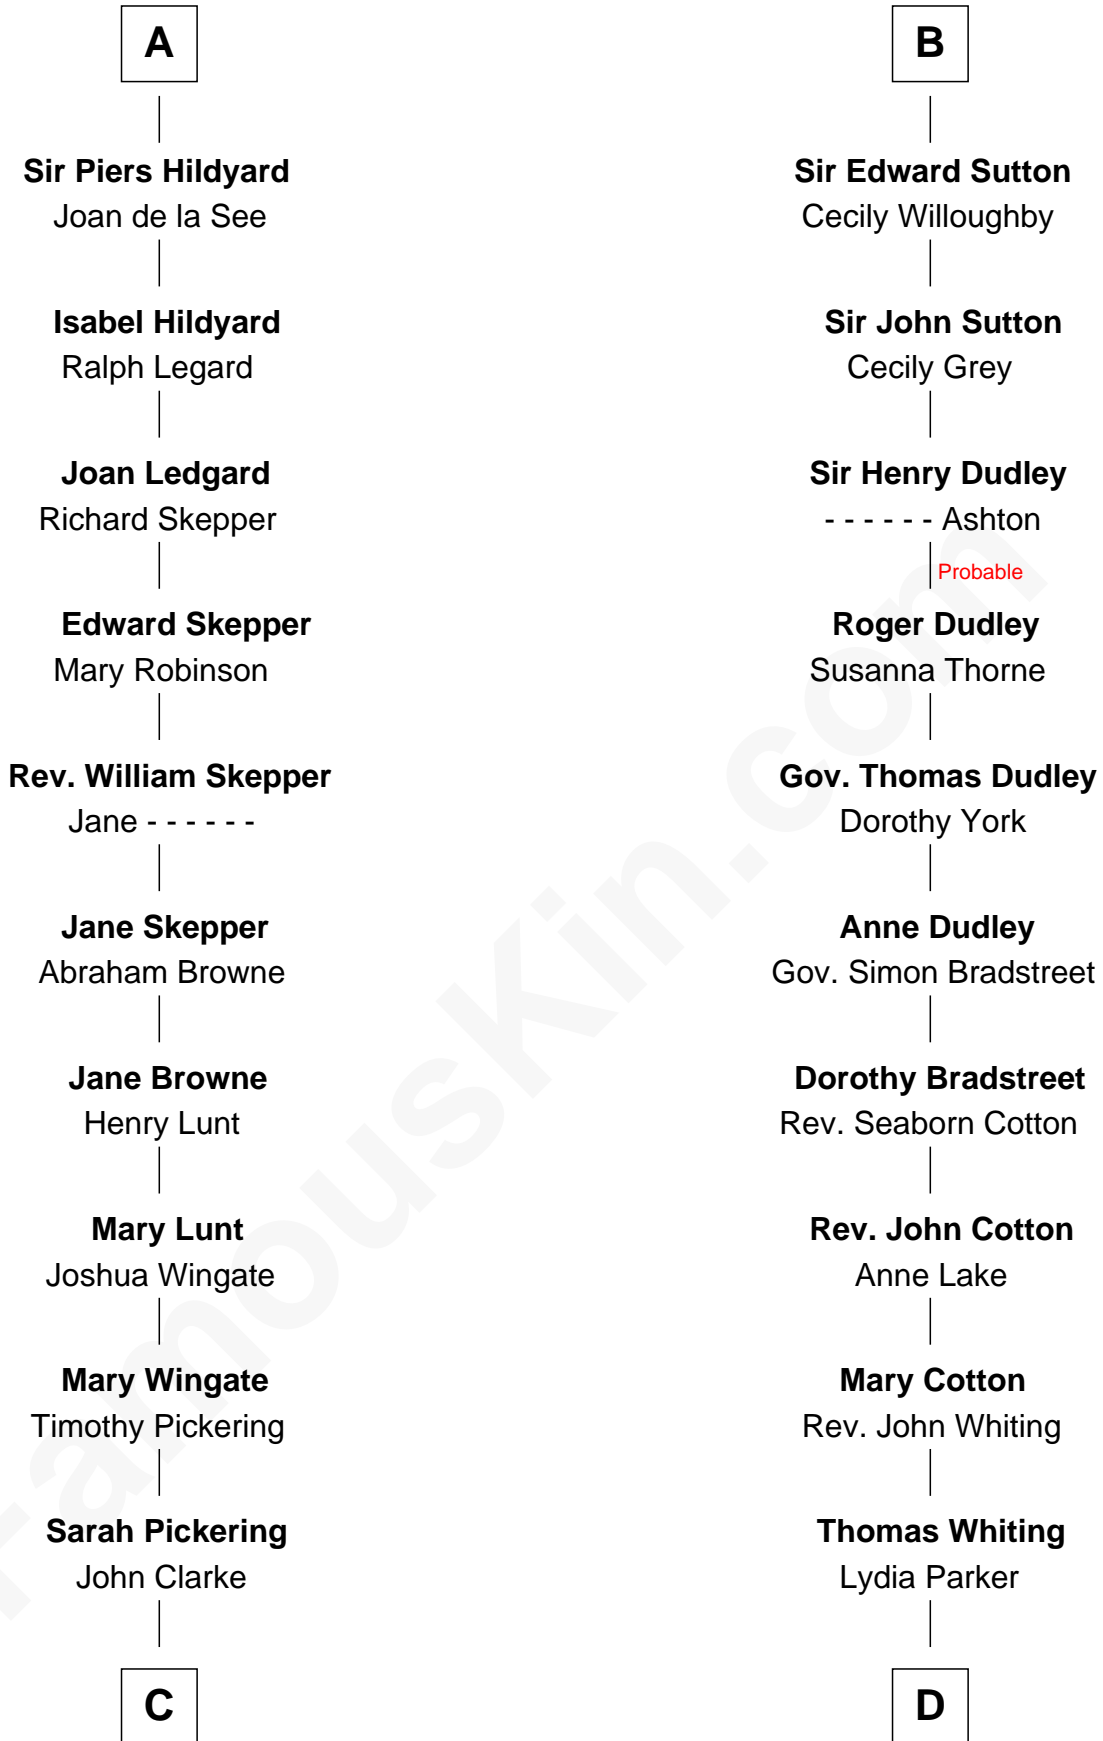 A
Sir Piers Hildyard
Joan de la See
Isabel Hildyard
Ralph Legard
Joan Ledgard
Richard Skepper
Edward Skepper
Mary Robinson
Rev. William Skepper
Jane - - - - - -
Jane Skepper
Abraham Browne
Jane Browne
Henry Lunt
Mary Lunt
Joshua Wingate
Mary Wingate
Timothy Pickering
Sarah Pickering
John Clarke
C
B
Sir Edward Sutton
Cecily Willoughby
Sir John Sutton
Cecily Grey
Sir Henry Dudley
- - - - - - Ashton
Probable
Roger Dudley
Susanna Thorne
Gov. Thomas Dudley
Dorothy York
Anne Dudley
Gov. Simon Bradstreet
Dorothy Bradstreet
Rev. Seaborn Cotton
Rev. John Cotton
Anne Lake
Mary Cotton
Rev. John Whiting
Thomas Whiting
Lydia Parker
D
FamousKin.com